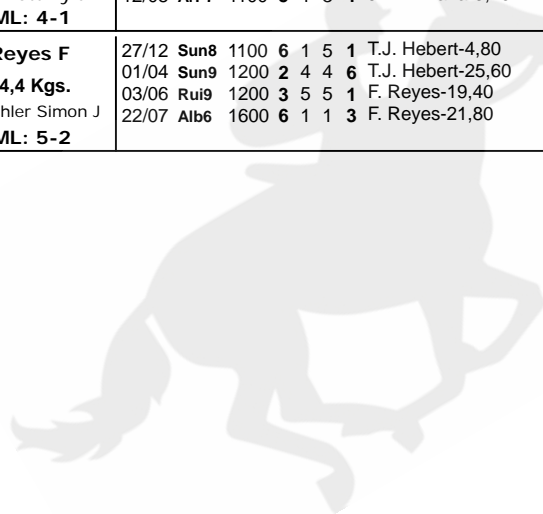 12/05
ML: 4-1
Reyes F
4,4 Kgs.
hler Simon J
ML: 5-2
27/12 Sun8 1100 6 1 5 1 T.J. Hebert-4,80
01/04 Sun9 1200 2 4 4 6 T.J. Hebert-25,60
03/06 Rui9 1200 3 5 5 1 F. Reyes-19,40
22/07 Alb6 1600 6 1 1 3 F. Reyes-21,80